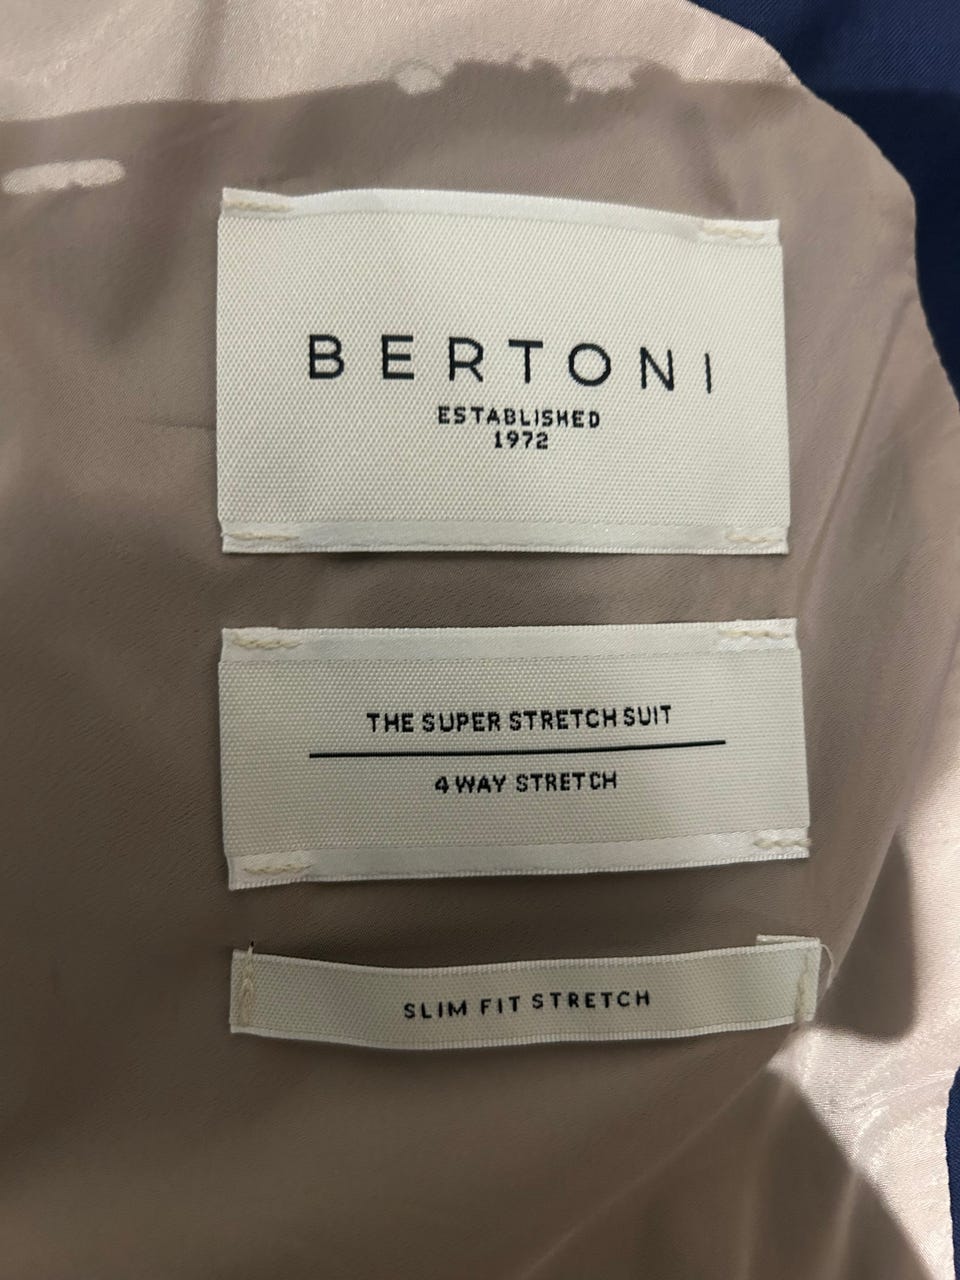 BERTONI
ESTABLISHED
1972
THE SUPER STRETCH SUIT
4 WAY STRETCH
SLIM FIT STRETCH